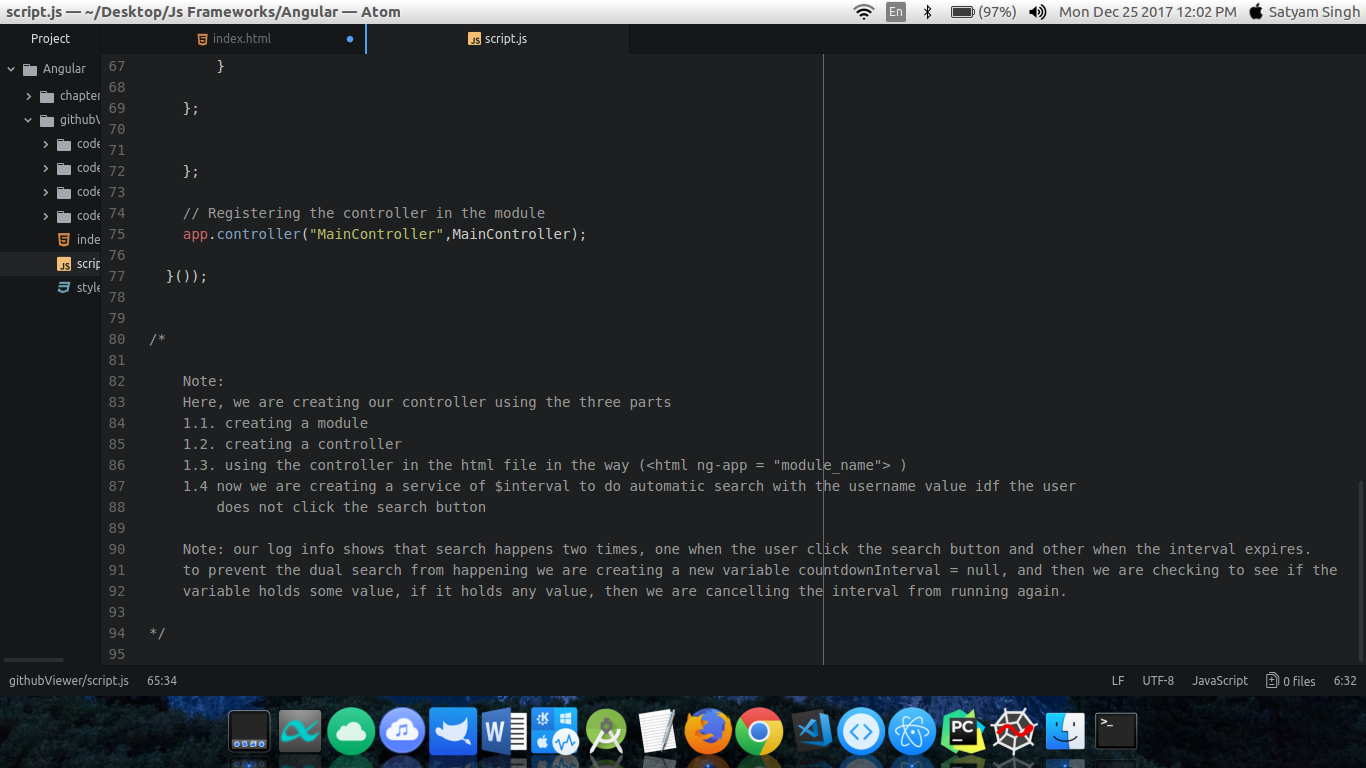 script.js — ~/Desktop/Js Frameworks/Angular — Atom
En
(97%)
Mon Dec 25 2017 12:02 PM
Satyam Singh
Project
index.html
script.js
Angular
chapter
githubV
code
code
code
code
inde
scrip
style
67 }
68
69 };
70
71
72 };
73
74 // Registering the controller in the module
75 app.controller("MainController",MainController);
76
77 }());
78
79
80 /*
81
82 Note:
83 Here, we are creating our controller using the three parts
84 1.1. creating a module
85 1.2. creating a controller
86 1.3. using the controller in the html file in the way (<html ng-app = "module_name"> )
87 1.4 now we are creating a service of $interval to do automatic search with the username value idf the user
88 does not click the search button
89
90 Note: our log info shows that search happens two times, one when the user click the search button and other when the interval expires.
91 to prevent the dual search from happening we are creating a new variable countdownInterval = null, and then we are checking to see if the
92 variable holds some value, if it holds any value, then we are cancelling the interval from running again.
93
94 */
95
githubViewer/script.js 65:34
LF UTF-8 JavaScript 0 files 6:32
W
PC
>_